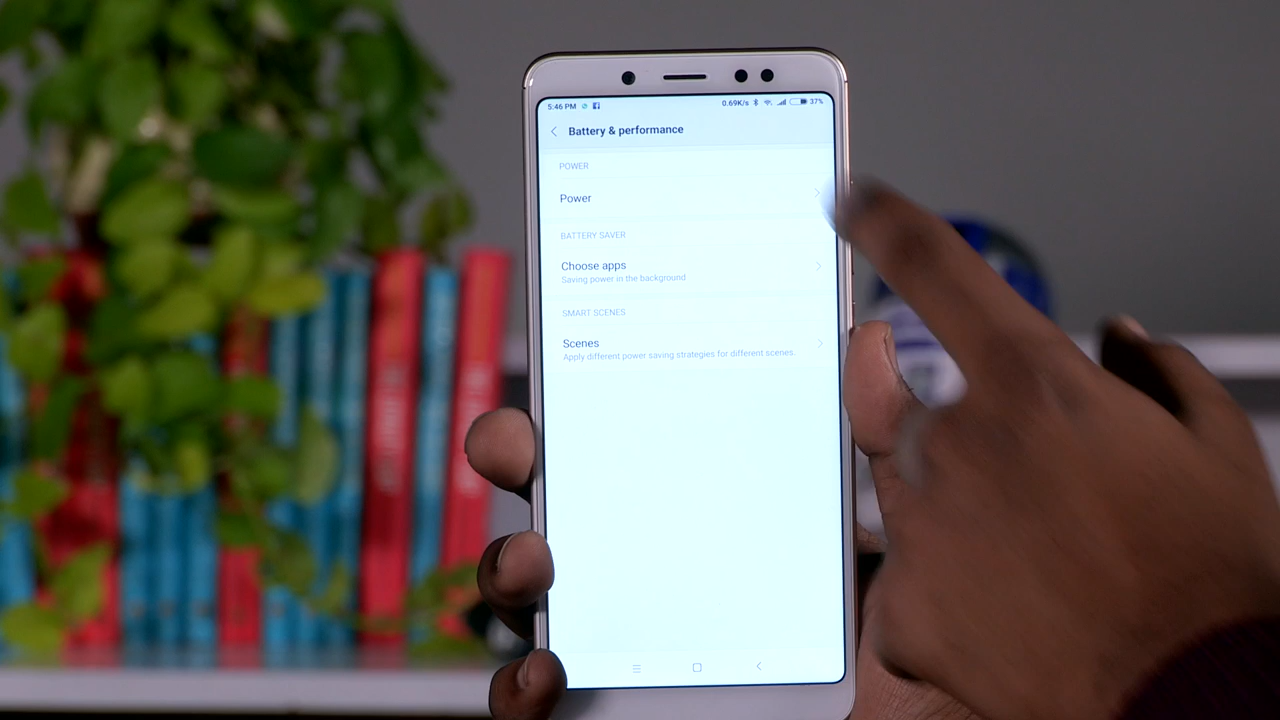 5:46 PM
0.69K/s 37%
Battery & performance
POWER
Power
BATTERY SAVER
Choose apps
Saving power in the background
SMART SCENES
Scenes
Apply different power saving strategies for different scenes.